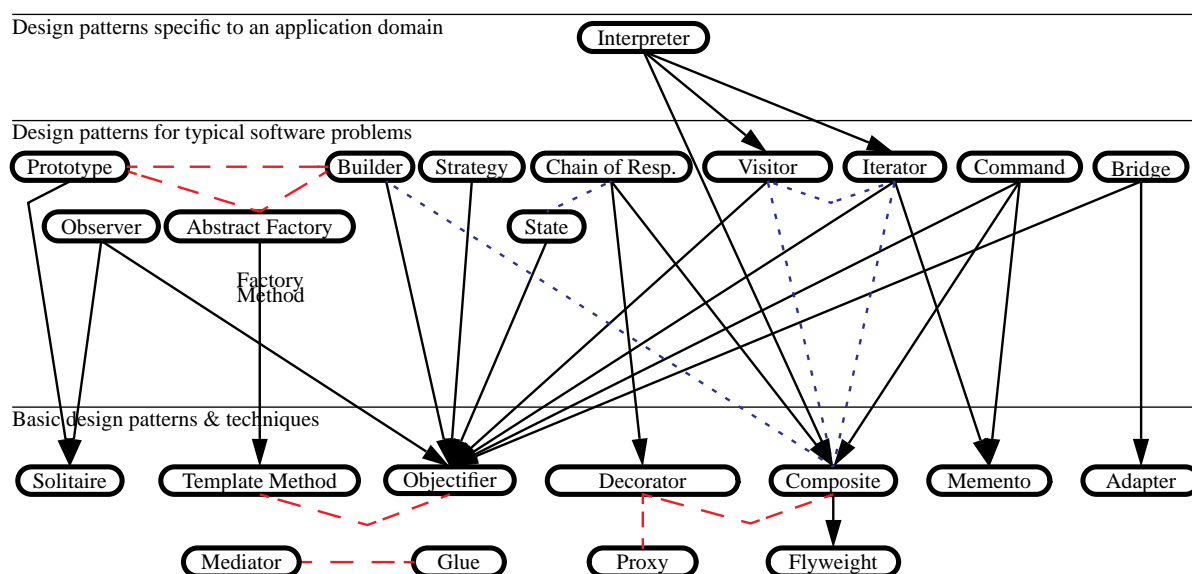 Design patterns specific to an application domain
Interpreter
Design patterns for typical software problems
Prototype
Builder
Strategy
Chain of Resp.
Visitor
Iterator
Command
Bridge
Observer
Abstract Factory
State
Factory
Method
Basic design patterns & techniques
Solitaire
Template Method
Objectifier
Decorator
Composite
Memento
Adapter
Mediator
Glue
Proxy
Flyweight